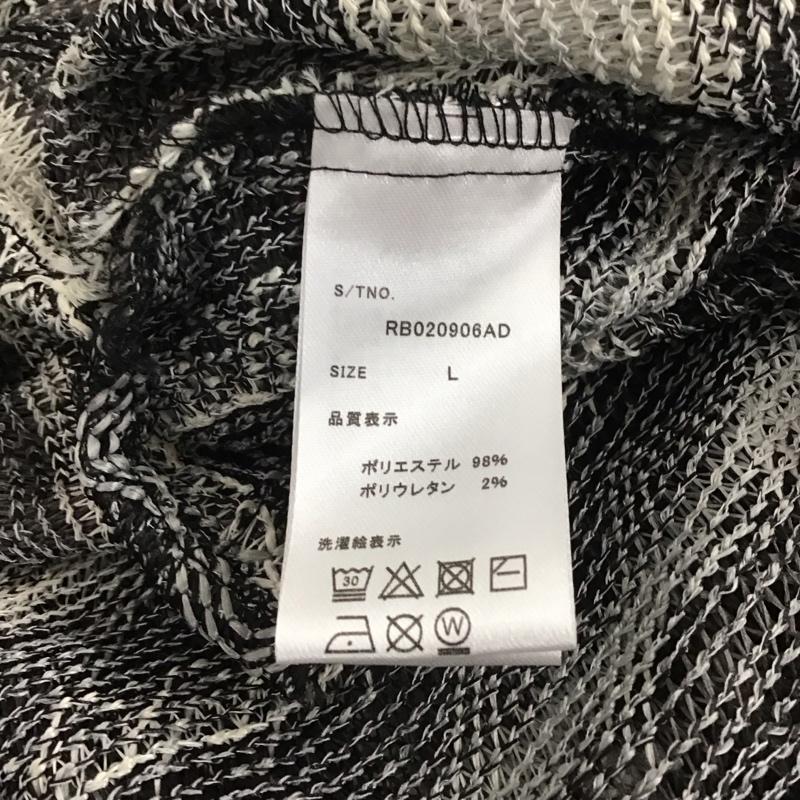 S/TNO.
RB020906AD
SIZE L
品質表示
ポリエステル 98%
ポリウレタン 2%
洗濯絵表示
30
W